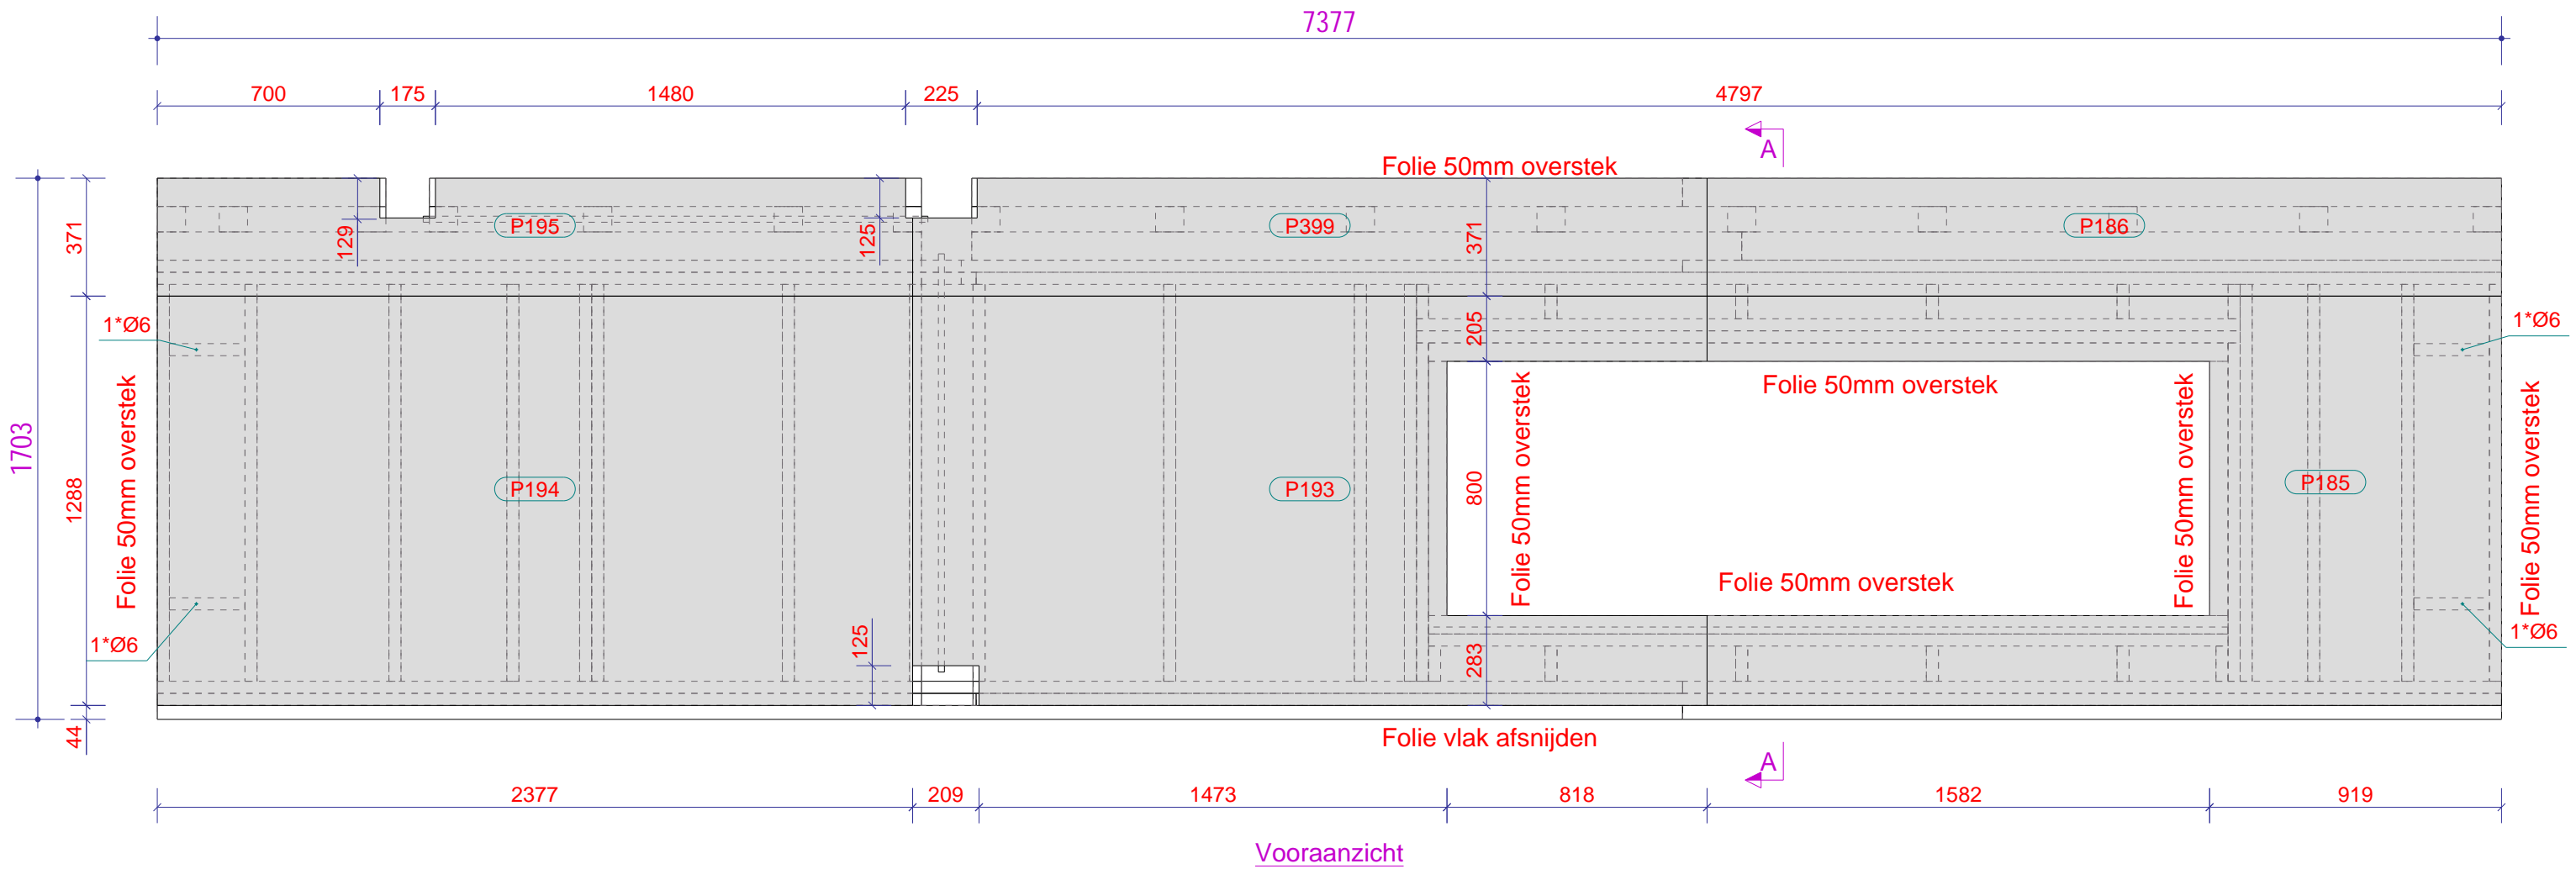 7377
700
175
1480
225
4797
A
Folie 50mm overstek
371
129
P195
125
P399
371
P186
1*Ø6
205
1*Ø6
Folie 50mm overstek
1703
1288
Folie 50mm overstek
Folie 50mm overstek
Folie 50mm overstek
Folie 50mm overstek
P194
P193
800
P185
Folie 50mm overstek
1*Ø6
125
283
1*Ø6
44
Folie vlak afsnijden
A
2377
209
1473
818
1582
919
Vooraanzicht